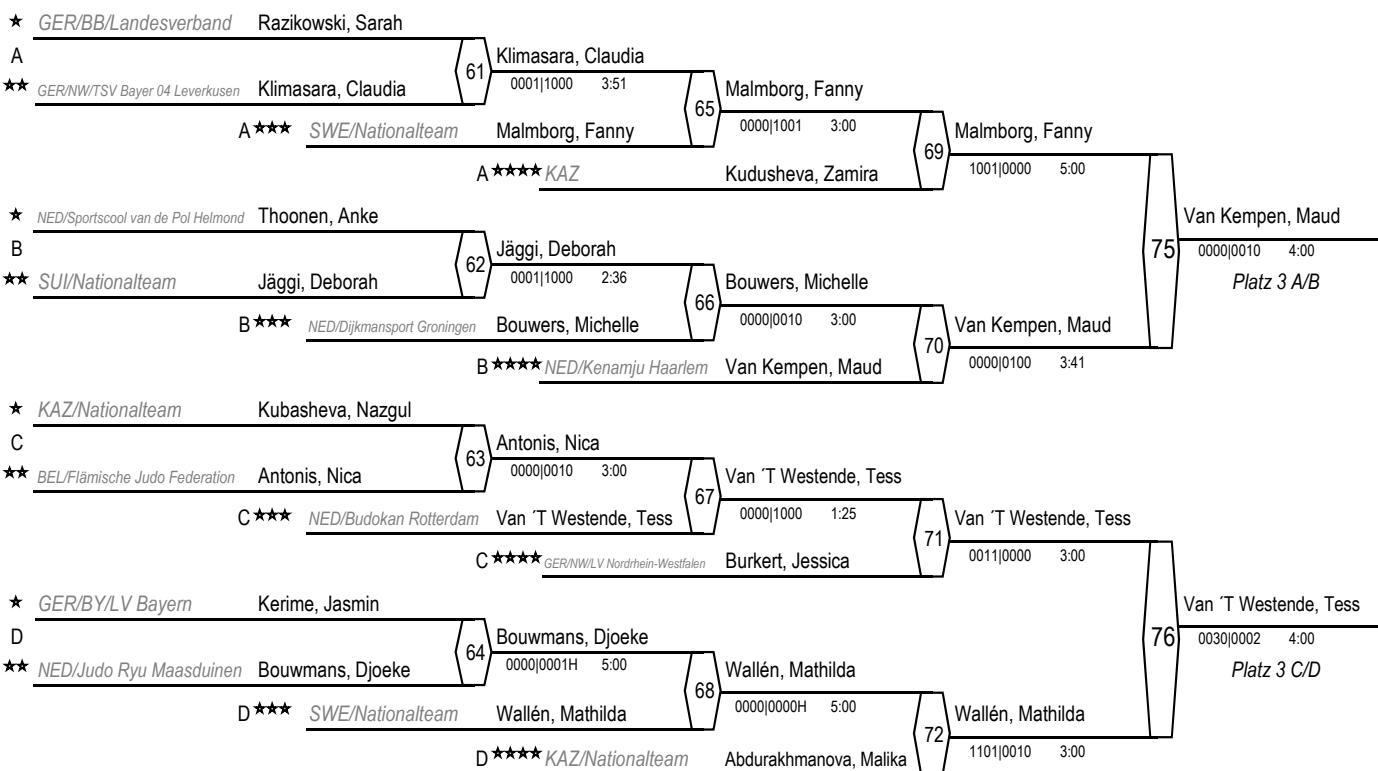 GER/BB/Landesverband Razikowski, Sarah
A
61 Klimasara, Claudia
0001|1000 3:51
GER/NW/TSV Bayer 04 Leverkusen Klimasara, Claudia
65 Malmborg, Fanny
0000|1001 3:00
A SWE/Nationalteam Malmborg, Fanny
69 Malmborg, Fanny
1001|0000 5:00
A KAZ Kudusheva, Zamira
NED/Sportscool van de Pol Helmond Thoonen, Anke
B
62 Jäggi, Deborah
0001|1000 2:36
SUI/Nationalteam Jäggi, Deborah
66 Bouwers, Michelle
0000|0010 3:00
B NED/Dijkmansport Groningen Bouwers, Michelle
70 Van Kempen, Maud
0000|0100 3:41
B NED/Kenamju Haarlem Van Kempen, Maud
75 Van Kempen, Maud
0000|0010 4:00
Platz 3 A/B
KAZ/Nationalteam Kubasheva, Nazgul
C
63 Antonis, Nica
0000|0010 3:00
BEL/Flämische Judo Federation Antonis, Nica
67 Van ´T Westende, Tess
0000|1000 1:25
C NED/Budokan Rotterdam Van ´T Westende, Tess
71 Van ´T Westende, Tess
0011|0000 3:00
C GER/NW/LV Nordrhein-Westfalen Burkert, Jessica
GER/BY/LV Bayern Kerime, Jasmin
D
64 Bouwmans, Djoeke
0000|0001H 5:00
NED/Judo Ryu Maasduinen Bouwmans, Djoeke
68 Wallén, Mathilda
0000|0000H 5:00
D SWE/Nationalteam Wallén, Mathilda
72 Wallén, Mathilda
1101|0010 3:00
D KAZ/Nationalteam Abdurakhmanova, Malika
76 Van ´T Westende, Tess
0030|0002 4:00
Platz 3 C/D